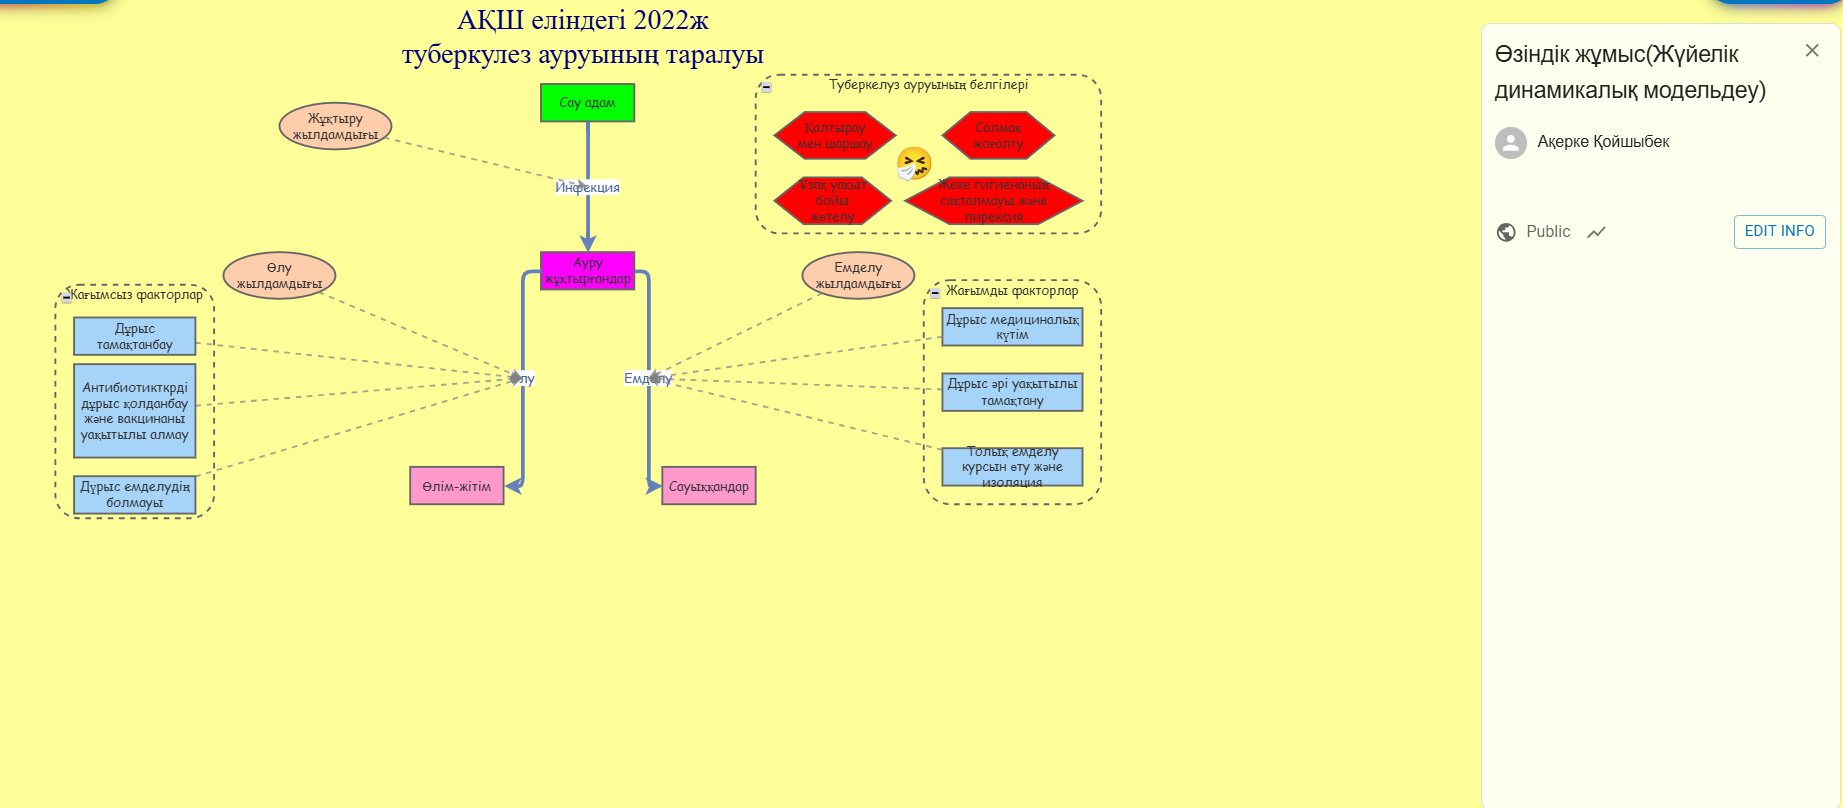 АҚШ еліндегі 2022ж
туберкулез ауруының таралуы
Сау адам
Жұқтыру
жылдамдығы
Инфекция
Туберкелуз ауруының белгілері
Қалтырау
мен шаршау
Салмақ
жоғалту
Ұзақ уақыт
бойы
жөтелу
Жеке гигиенаның
сақталмауы және
пирексия
Ауру
жұқтырғандар
Өлу
жылдамдығы
Емделу
жылдамдығы
Жағымсыз факторлар
Дұрыс
тамақтанбау
Антибиотикткрді
дұрыс қолданбау
және вакцинаны
уақытылы алмау
Дұрыс емделудің
болмауы
Өлу
Емделу
Жағымды факторлар
Дұрыс медициналық
күтім
Дұрыс әрі уақытылы
тамақтану
Толық емделу
курсын өту және
изоляция
Өлім-жітім
Сауыққандар
Өзіндік жұмыс(Жүйелік
динамикалық модельдеу)
Ақерке Қойшыбек
Public
EDIT INFO